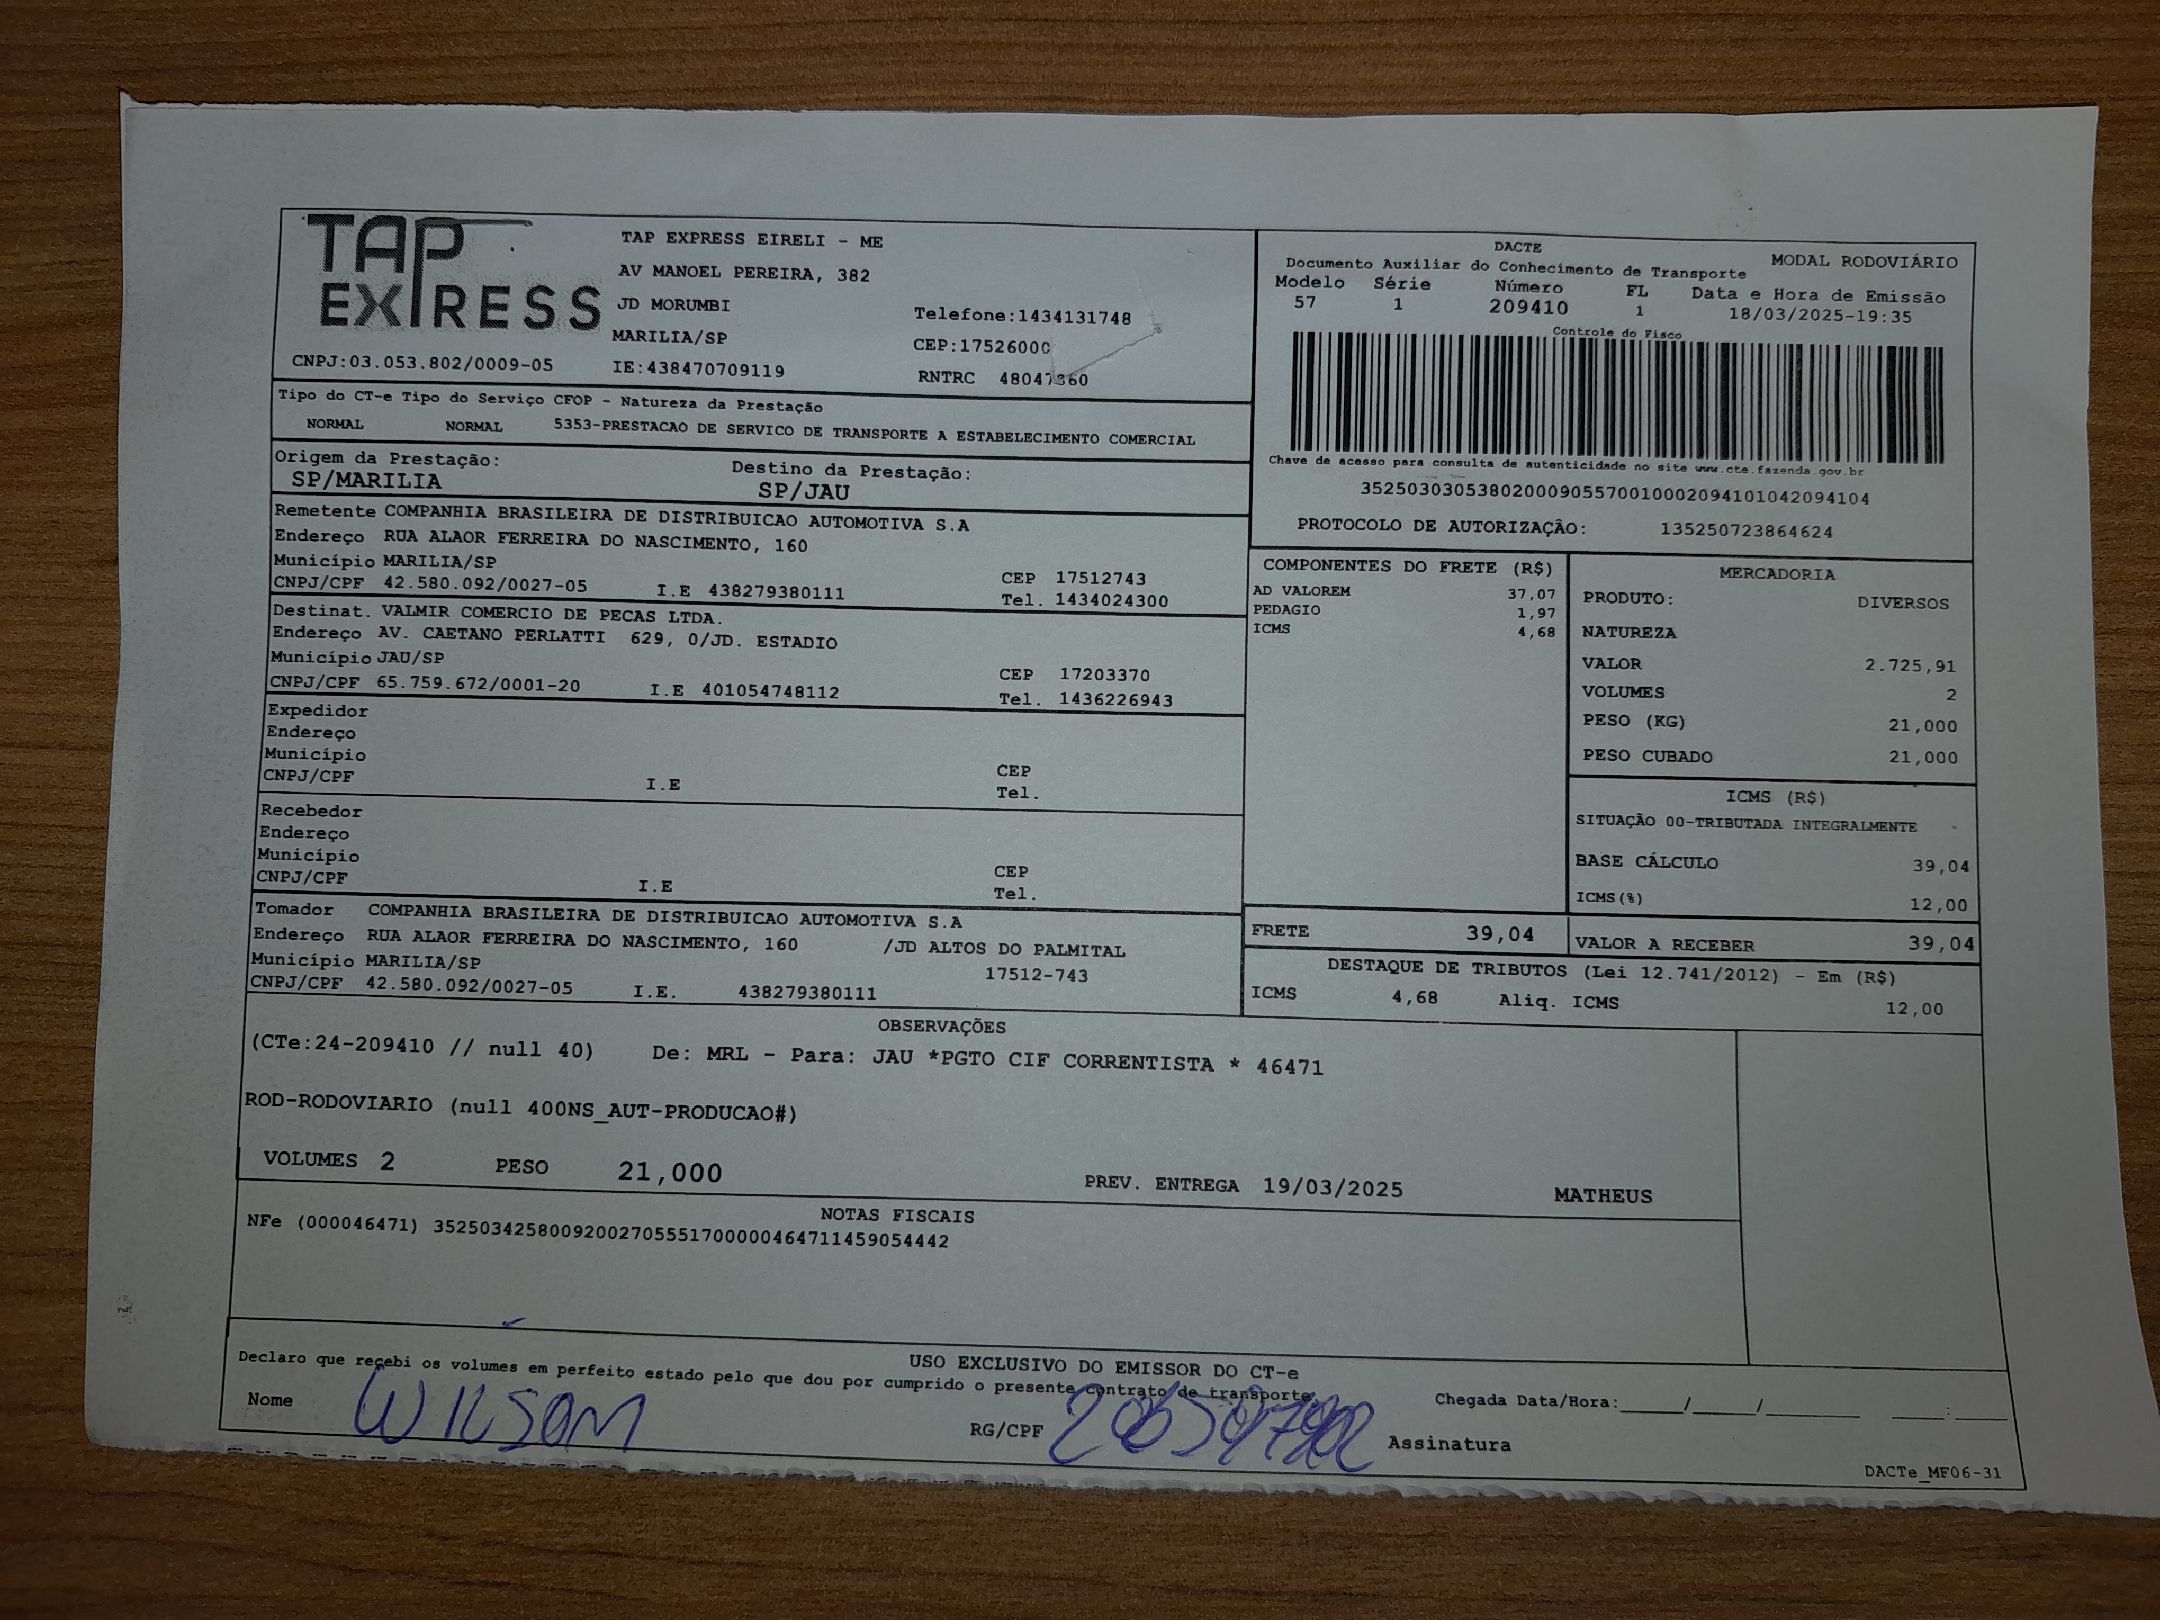 TAP EXPRESS
TAP EXPRESS EIRELI - ME
AV MANOEL PEREIRA, 382
JD MORUMBI
Telefone:1434131748
MARILIA/SP
CEP:17526000
CNPJ:03.053.802/0009-05
IE:438470709119
RNTRC 48047360
DACTE
MODAL RODOVIÁRIO
Documento Auxiliar do Conhecimento de Transporte
Modelo Série Número FL Data e Hora de Emissão
57 1 209410 1 18/03/2025-19:35
Controle do Fisco
Chave de acesso para consulta de autenticidade no site www.cte.fazenda.gov.br
35250303053802000905570010002094101042094104
PROTOCOLO DE AUTORIZAÇÃO: 135250723864624
Tipo do CT-e Tipo do Serviço CFOP - Natureza da Prestação
NORMAL NORMAL 5353-PRESTACAO DE SERVICO DE TRANSPORTE A ESTABELECIMENTO COMERCIAL
Origem da Prestação: Destino da Prestação:
SP/MARILIA SP/JAU
Remetente COMPANHIA BRASILEIRA DE DISTRIBUICAO AUTOMOTIVA S.A
Endereço RUA ALAOR FERREIRA DO NASCIMENTO, 160
Município MARILIA/SP CEP 17512743
CNPJ/CPF 42.580.092/0027-05 I.E 438279380111 Tel. 1434024300
Destinat. VALMIR COMERCIO DE PECAS LTDA.
Endereço AV. CAETANO PERLATTI 629, 0/JD. ESTADIO
Município JAU/SP CEP 17203370
CNPJ/CPF 65.759.672/0001-20 I.E 401054748112 Tel. 1436226943
Expedidor
Endereço
Município CEP
CNPJ/CPF I.E Tel.
Recebedor
Endereço
Município CEP
CNPJ/CPF I.E Tel.
Tomador COMPANHIA BRASILEIRA DE DISTRIBUICAO AUTOMOTIVA S.A
Endereço RUA ALAOR FERREIRA DO NASCIMENTO, 160 /JD ALTOS DO PALMITAL
Município MARILIA/SP 17512-743
CNPJ/CPF 42.580.092/0027-05 I.E. 438279380111
COMPONENTES DO FRETE (R$)
AD VALOREM 37,07
PEDAGIO 1,97
ICMS 4,68
MERCADORIA
PRODUTO: DIVERSOS
NATUREZA
VALOR 2.725,91
VOLUMES 2
PESO (KG) 21,000
PESO CUBADO 21,000
ICMS (R$)
SITUAÇÃO 00-TRIBUTADA INTEGRALMENTE
BASE CÁLCULO 39,04
ICMS(%) 12,00
FRETE 39,04 VALOR A RECEBER 39,04
DESTAQUE DE TRIBUTOS (Lei 12.741/2012) - Em (R$)
ICMS 4,68 Aliq. ICMS 12,00
OBSERVAÇÕES
(CTe:24-209410 // null 40) De: MRL - Para: JAU *PGTO CIF CORRENTISTA * 46471
ROD-RODOVIARIO (null 400NS_AUT-PRODUCAO#)
VOLUMES 2 PESO 21,000 PREV. ENTREGA 19/03/2025 MATHEUS
NOTAS FISCAIS
NFe (000046471) 35250342580092002705551700000464711459054442
USO EXCLUSIVO DO EMISSOR DO CT-e
Declaro que recebi os volumes em perfeito estado pelo que dou por cumprido o presente contrato de transporte.
Nome WILSOM RG/CPF Assinatura
Chegada Data/Hora:_____/_____/________ ____:____
DACTe_MF06-31